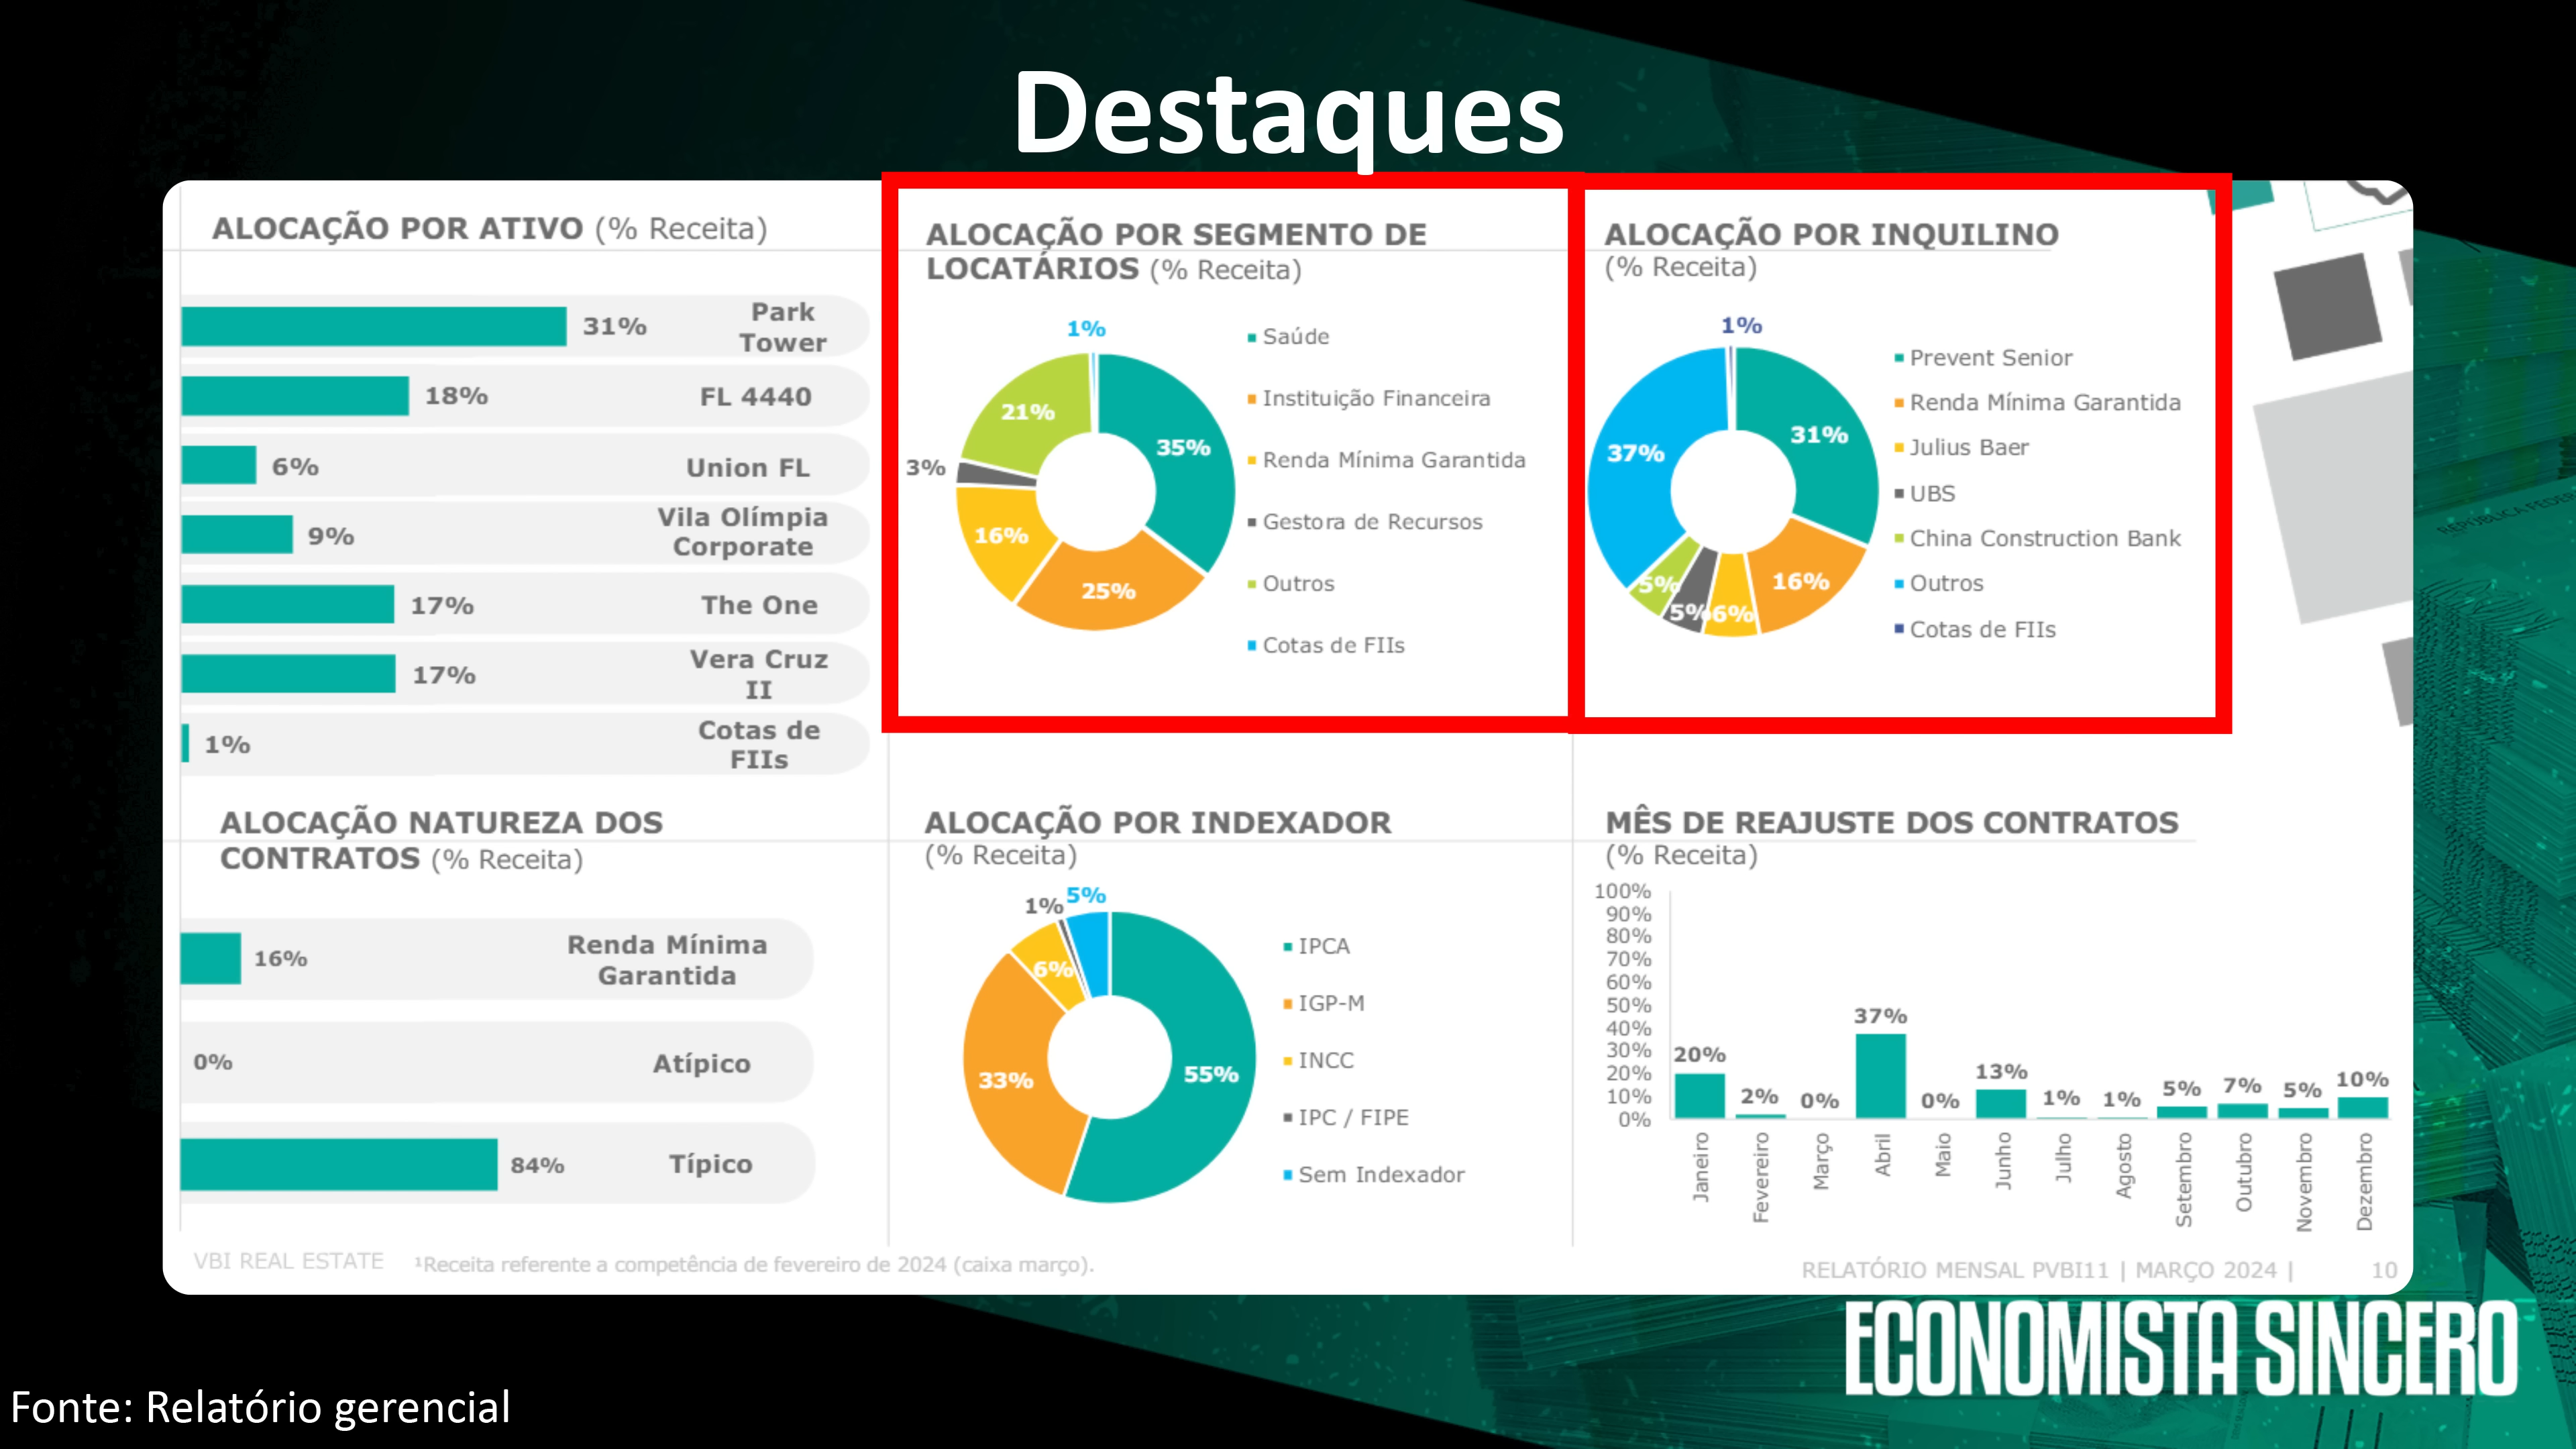 Destaques
ALOCAÇÃO POR ATIVO (% Receita)
31%
Park
Tower
18%
FL 4440
6%
Union FL
9%
Vila Olímpia
Corporate
17%
The One
17%
Vera Cruz
II
1%
Cotas de
FIIs
ALOCAÇÃO POR SEGMENTO DE
LOCATÁRIOS (% Receita)
1%
21%
35%
3%
16%
25%
Saúde
Instituição Financeira
Renda Mínima Garantida
Gestora de Recursos
Outros
Cotas de FIIs
ALOCAÇÃO POR INQUILINO
(% Receita)
1%
31%
37%
16%
5%
5%
6%
Prevent Senior
Renda Mínima Garantida
Julius Baer
UBS
China Construction Bank
Outros
Cotas de FIIs
ALOCAÇÃO NATUREZA DOS
CONTRATOS (% Receita)
16%
Renda Mínima
Garantida
0%
Atípico
84%
Típico
ALOCAÇÃO POR INDEXADOR
(% Receita)
1%
5%
6%
33%
55%
IPCA
IGP-M
INCC
IPC / FIPE
Sem Indexador
MÊS DE REAJUSTE DOS CONTRATOS
(% Receita)
100%
90%
80%
70%
60%
50%
40%
30%
20%
10%
0%
20%
2%
0%
37%
0%
13%
1%
1%
5%
7%
5%
10%
Janeiro
Fevereiro
Março
Abril
Maio
Junho
Julho
Agosto
Setembro
Outubro
Novembro
Dezembro
VBI REAL ESTATE
¹Receita referente a competência de fevereiro de 2024 (caixa março).
RELATÓRIO MENSAL PVBI11 | MARÇO 2024 |
10
ECONOMISTA SINCERO
Fonte: Relatório gerencial